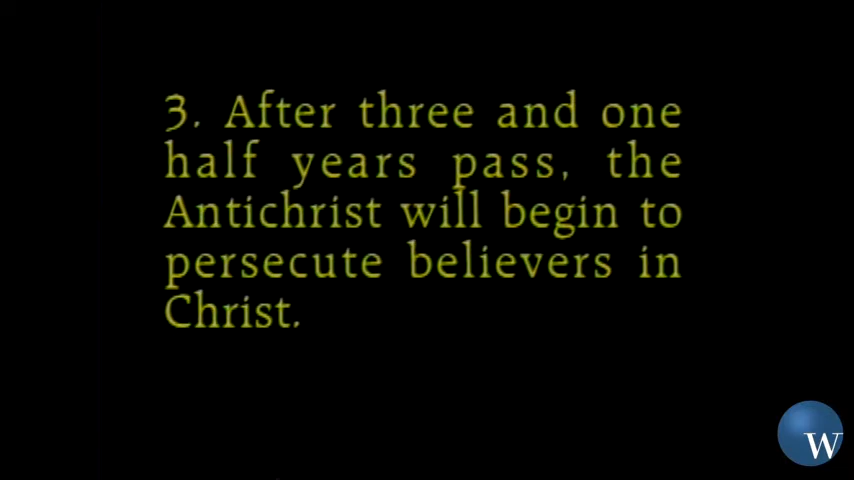 3. After three and one
half years pass, the
Antichrist will begin to
persecute believers in
Christ.
W